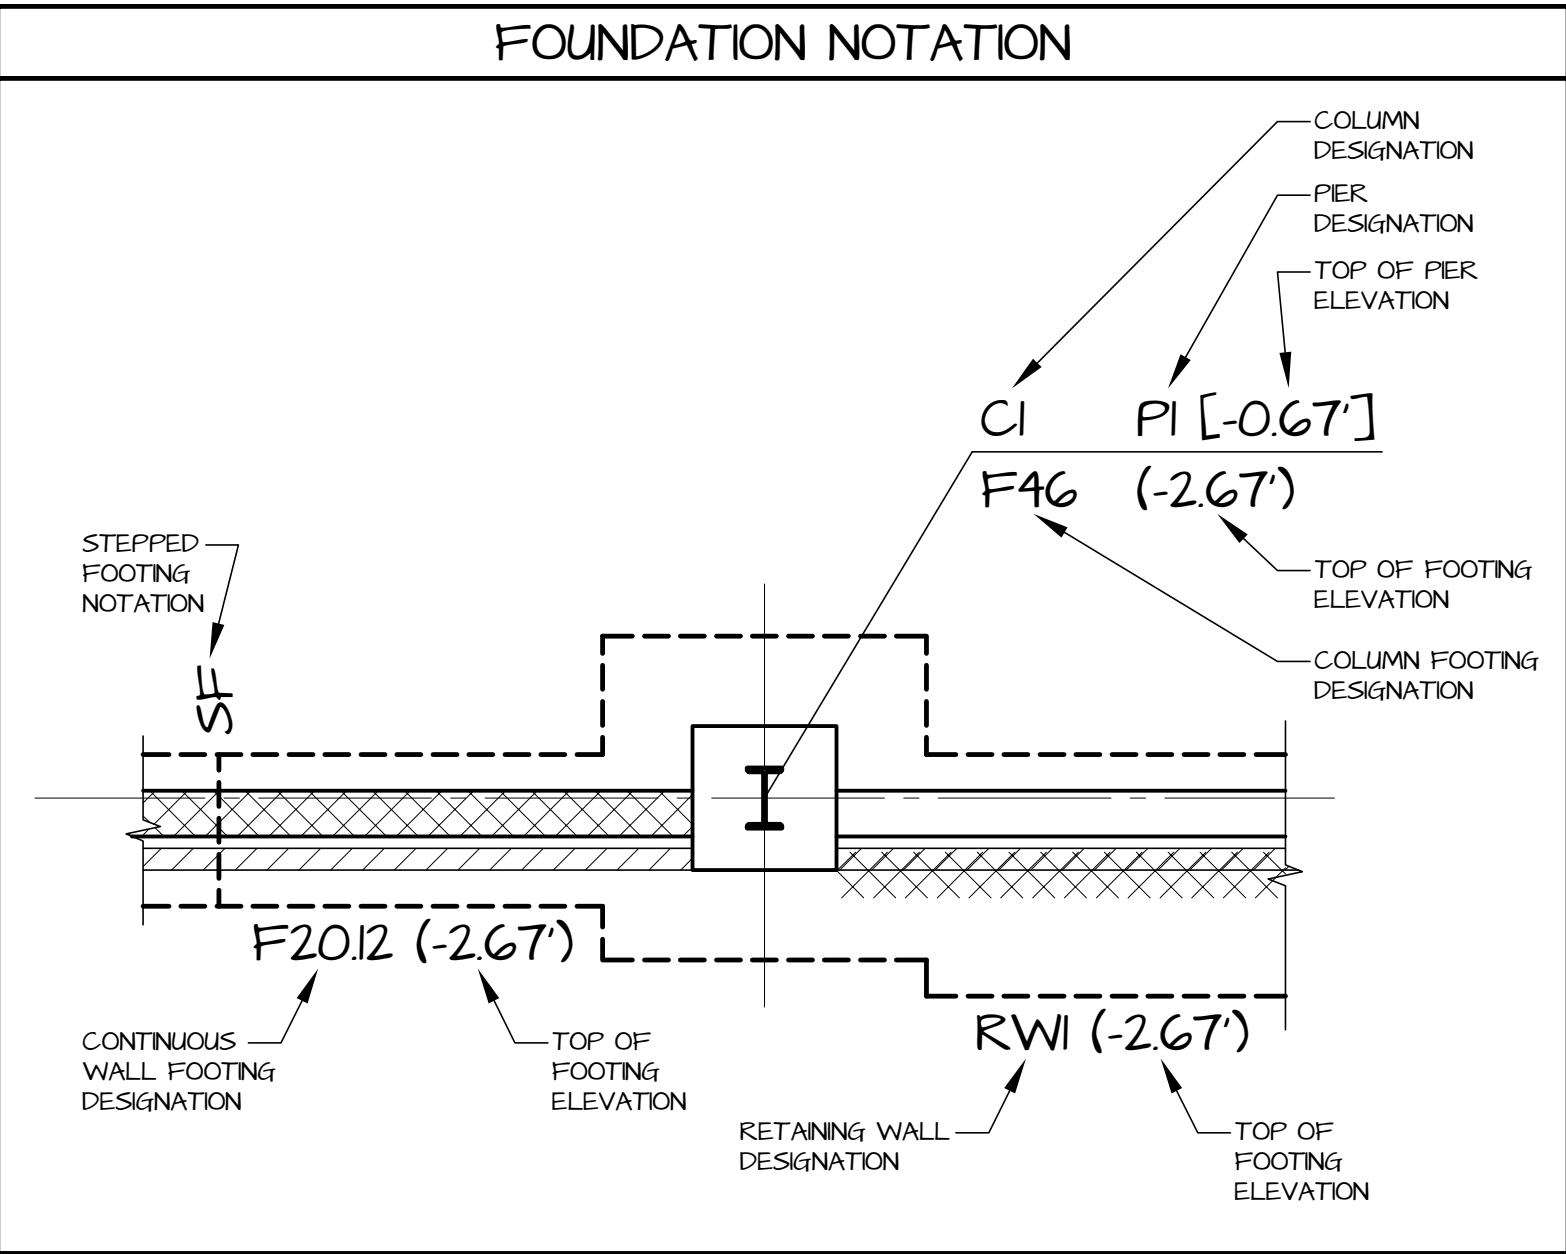 FOUNDATION NOTATION
COLUMN
DESIGNATION
PIER
DESIGNATION
TOP OF PIER
ELEVATION
C1 P1 [-0.67']
F46 (-2.67')
TOP OF FOOTING
ELEVATION
COLUMN FOOTING
DESIGNATION
STEPPED
FOOTING
NOTATION
SF
F20.12 (-2.67')
CONTINUOUS
WALL FOOTING
DESIGNATION
TOP OF
FOOTING
ELEVATION
RW1 (-2.67')
RETAINING WALL
DESIGNATION
TOP OF
FOOTING
ELEVATION